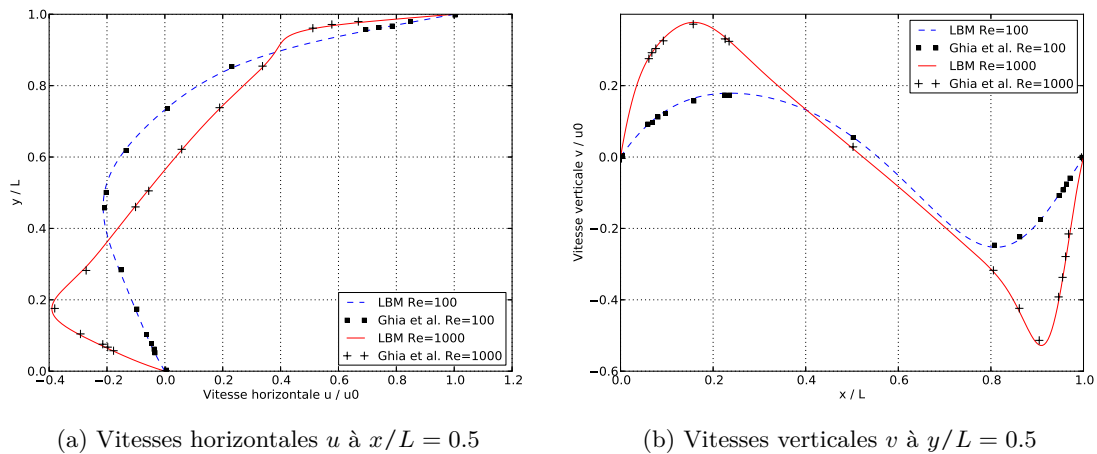 1.0
0.8
0.6
0.4
0.2
0.0
y / L
−0.4 −0.2 0.0 0.2 0.4 0.6 0.8 1.0 1.2
Vitesse horizontale u / u0
LBM Re=100
Ghia et al. Re=100
LBM Re=1000
Ghia et al. Re=1000
(a) Vitesses horizontales u à x/L = 0.5
0.4
0.2
0.0
−0.2
−0.4
−0.6
Vitesse verticale v / u0
0.0 0.2 0.4 0.6 0.8 1.0
x / L
LBM Re=100
Ghia et al. Re=100
LBM Re=1000
Ghia et al. Re=1000
(b) Vitesses verticales v à y/L = 0.5